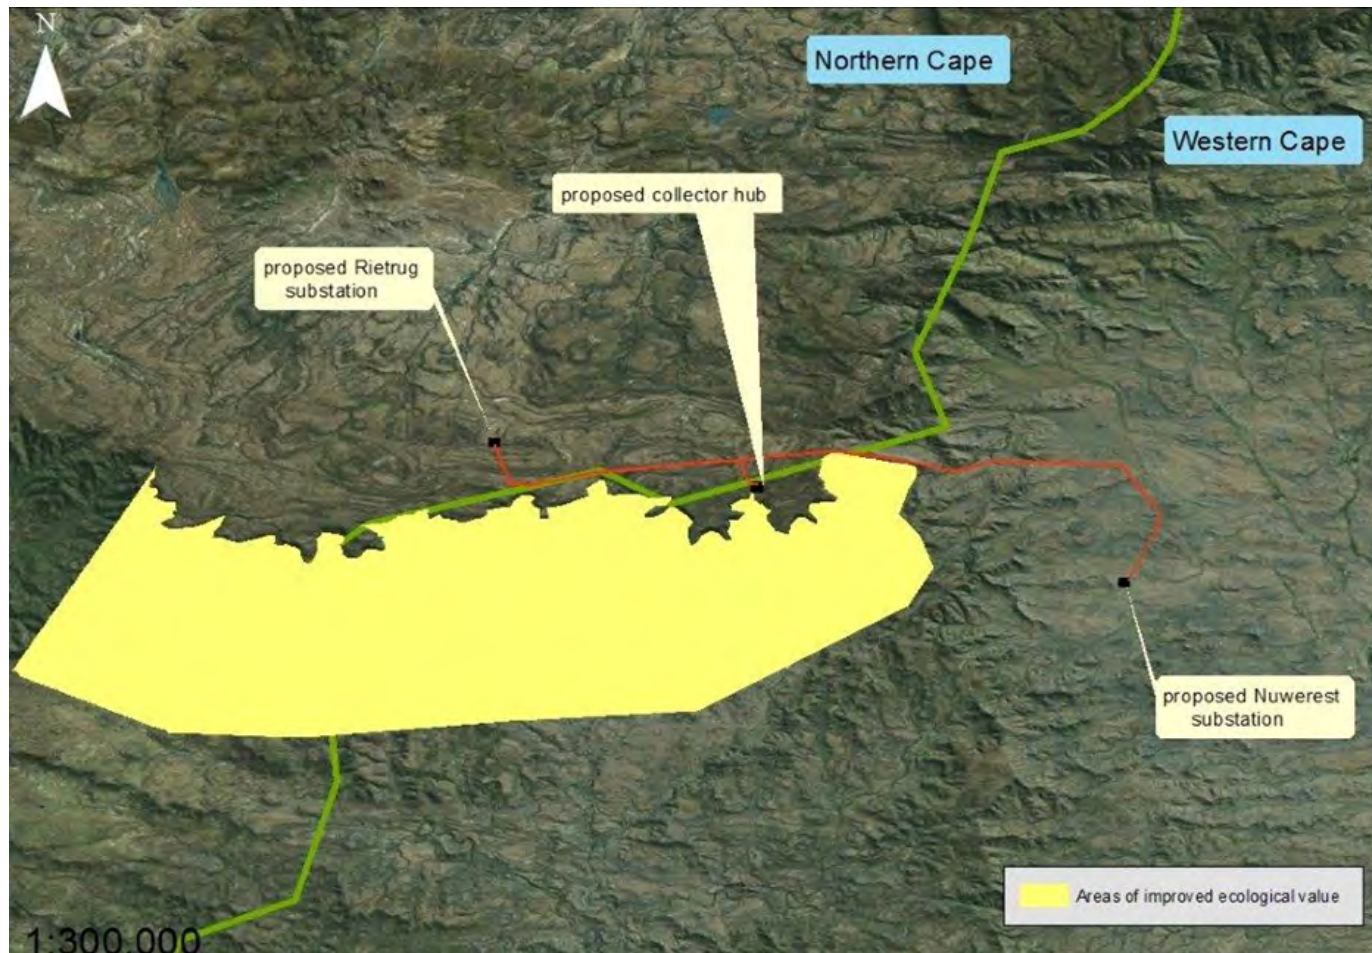 N
Northern Cape
Western Cape
proposed collector hub
proposed Rietrug
substation
proposed Nuwerest
substation
Areas of improved ecological value
1:300,000